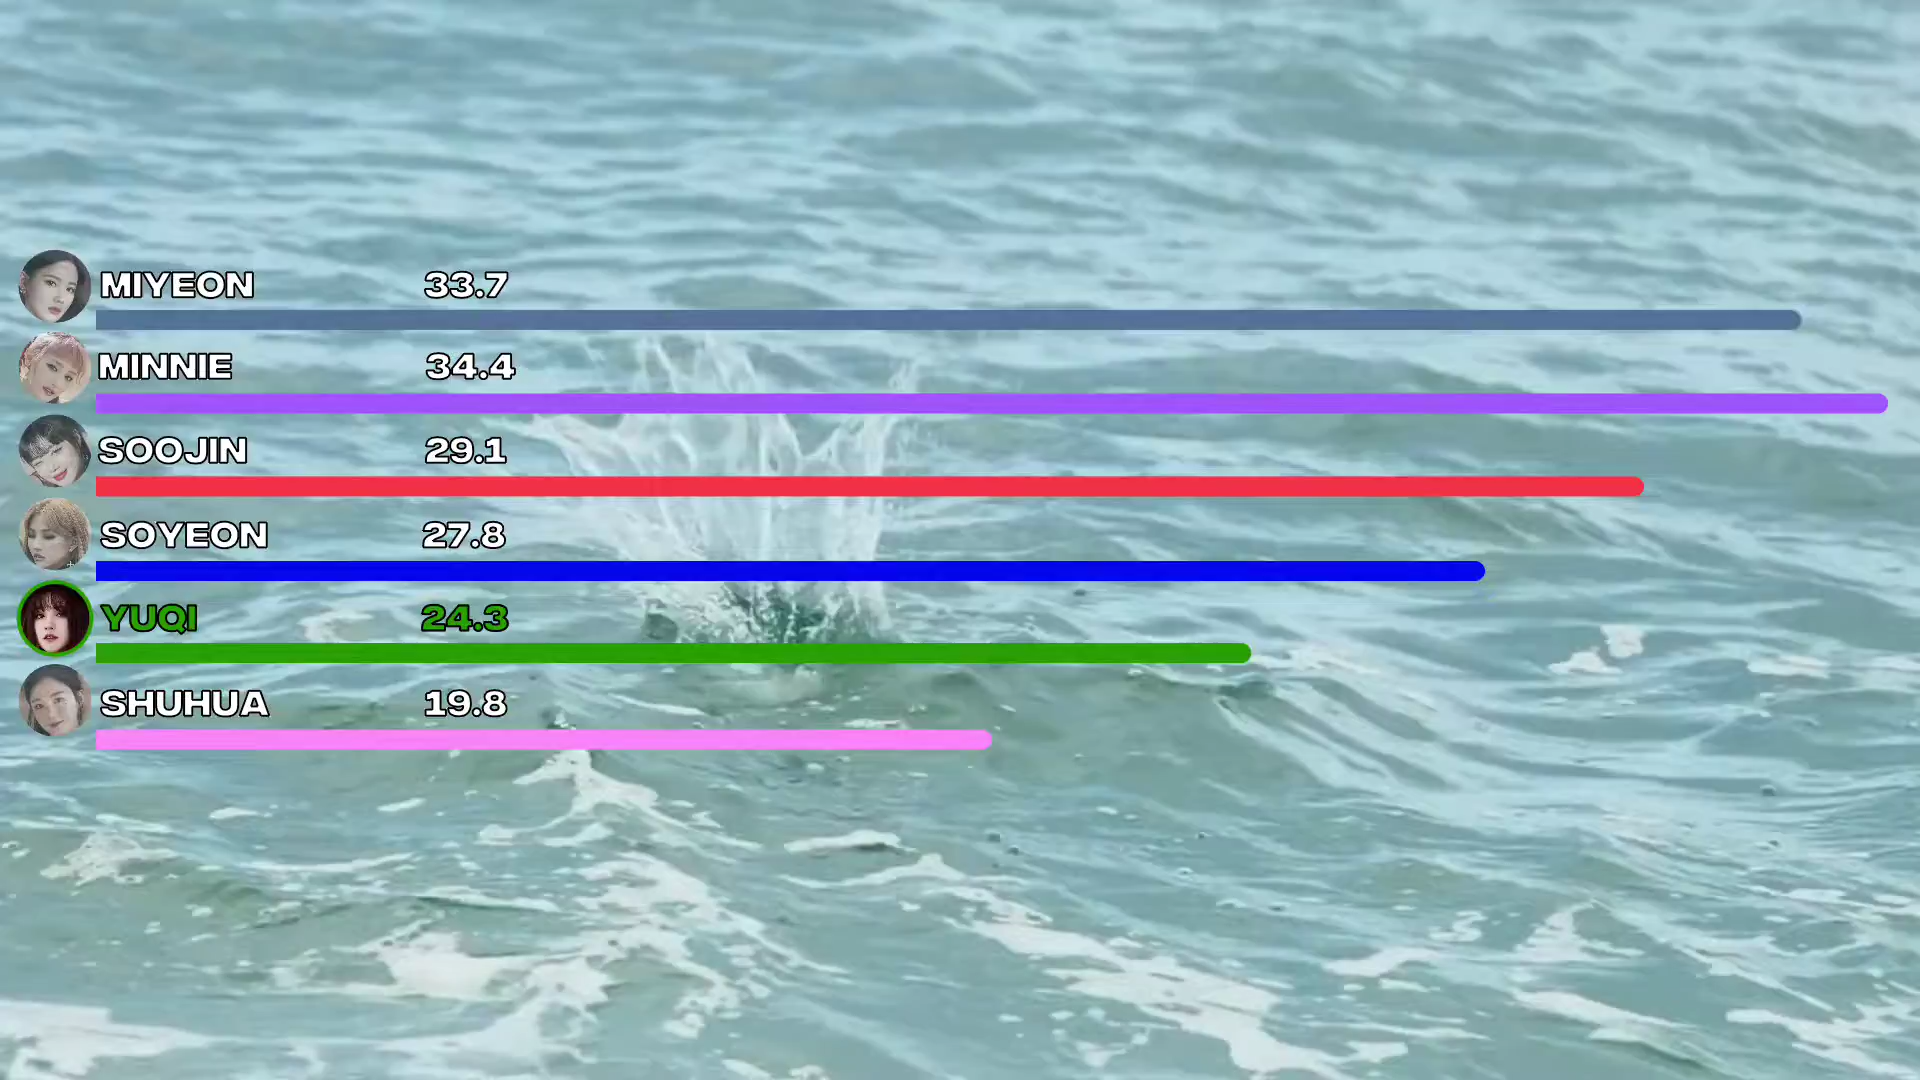 MIYEON 33.7
MINNIE 34.4
SOOJIN 29.1
SOYEON 27.8
YUQI 24.3
SHUHUA 19.8